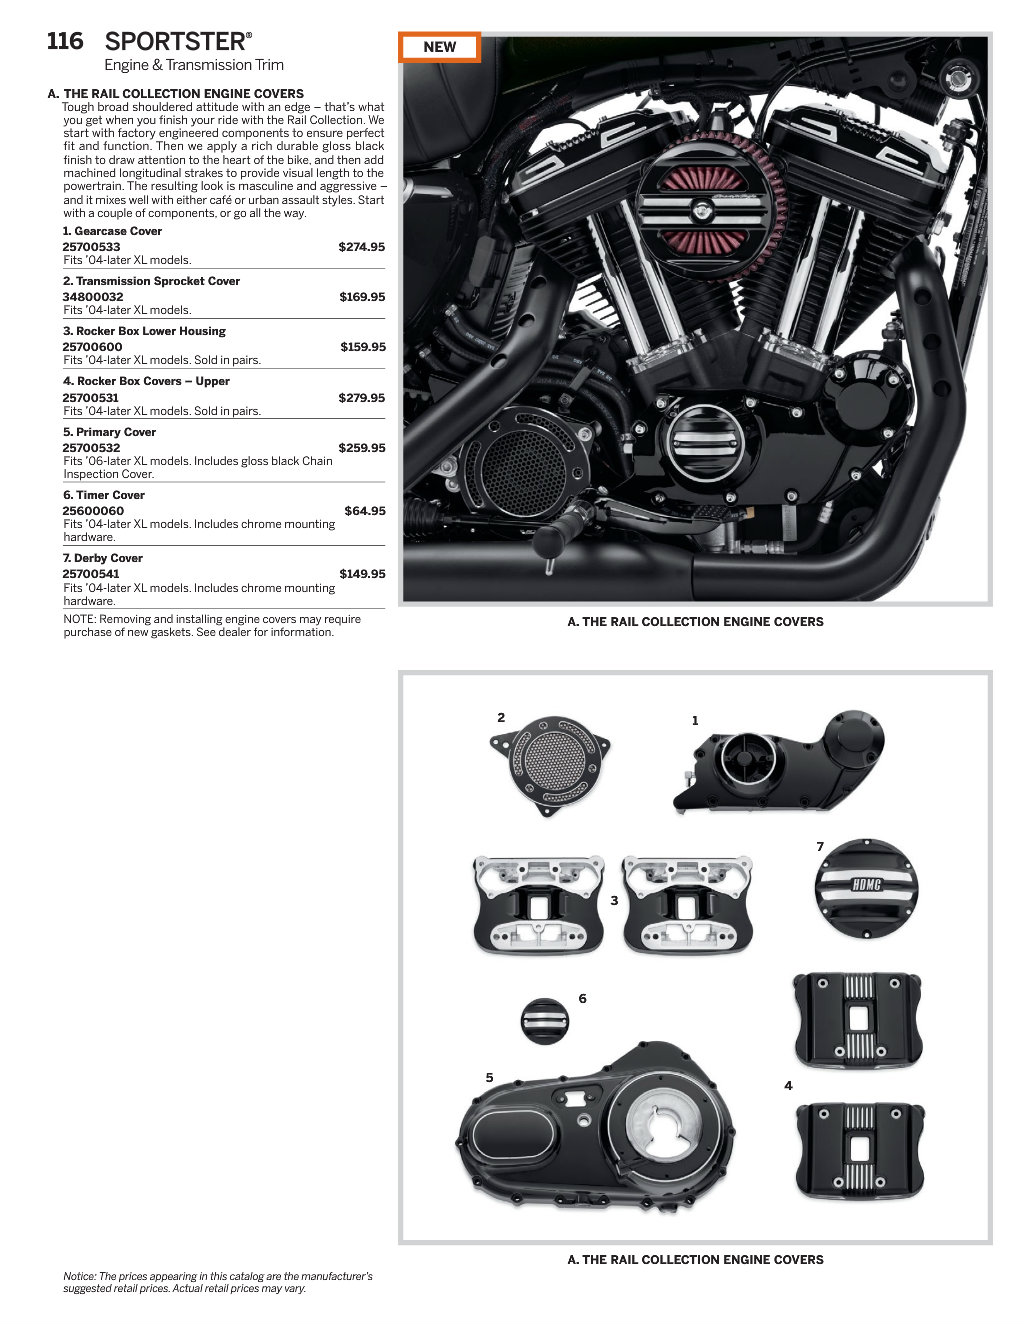 116 SPORTSTER®
Engine & Transmission Trim
A. THE RAIL COLLECTION ENGINE COVERS
Tough broad shouldered attitude with an edge – that’s what
you get when you finish your ride with the Rail Collection. We
start with factory engineered components to ensure perfect
fit and function. Then we apply a rich durable gloss black
finish to draw attention to the heart of the bike, and then add
machined longitudinal strakes to provide visual length to the
powertrain. The resulting look is masculine and aggressive –
and it mixes well with either café or urban assault styles. Start
with a couple of components, or go all the way.
1. Gearcase Cover
25700533 $274.95
Fits ’04-later XL models.
2. Transmission Sprocket Cover
34800032 $169.95
Fits ’04-later XL models.
3. Rocker Box Lower Housing
25700600 $159.95
Fits ’04-later XL models. Sold in pairs.
4. Rocker Box Covers – Upper
25700531 $279.95
Fits ’04-later XL models. Sold in pairs.
5. Primary Cover
25700532 $259.95
Fits ’06-later XL models. Includes gloss black Chain
Inspection Cover.
6. Timer Cover
25600060 $64.95
Fits ’04-later XL models. Includes chrome mounting
hardware.
7. Derby Cover
25700541 $149.95
Fits ’04-later XL models. Includes chrome mounting
hardware.
NOTE: Removing and installing engine covers may require
purchase of new gaskets. See dealer for information.
NEW
A. THE RAIL COLLECTION ENGINE COVERS
2
1
7
HDMC
3
6
5
4
A. THE RAIL COLLECTION ENGINE COVERS
Notice: The prices appearing in this catalog are the manufacturer’s
suggested retail prices. Actual retail prices may vary.